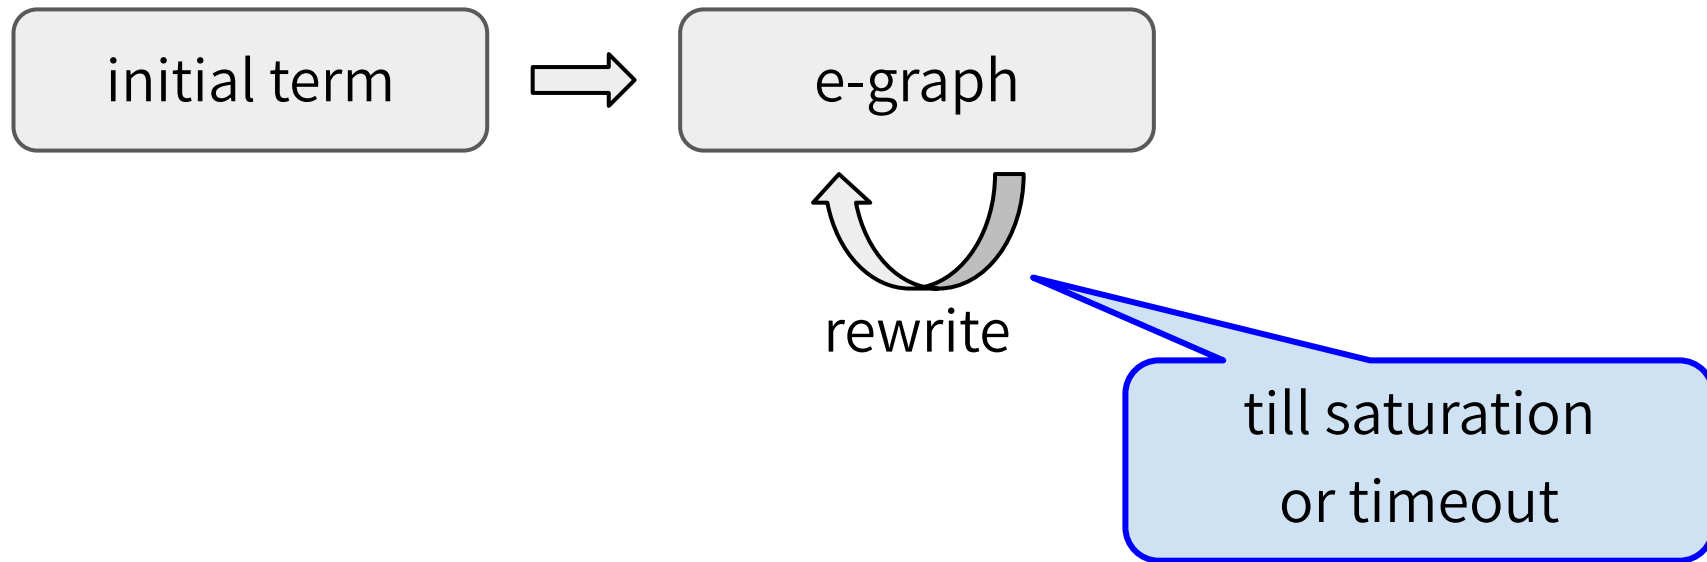 initial term
e-graph
rewrite
till saturation
or timeout